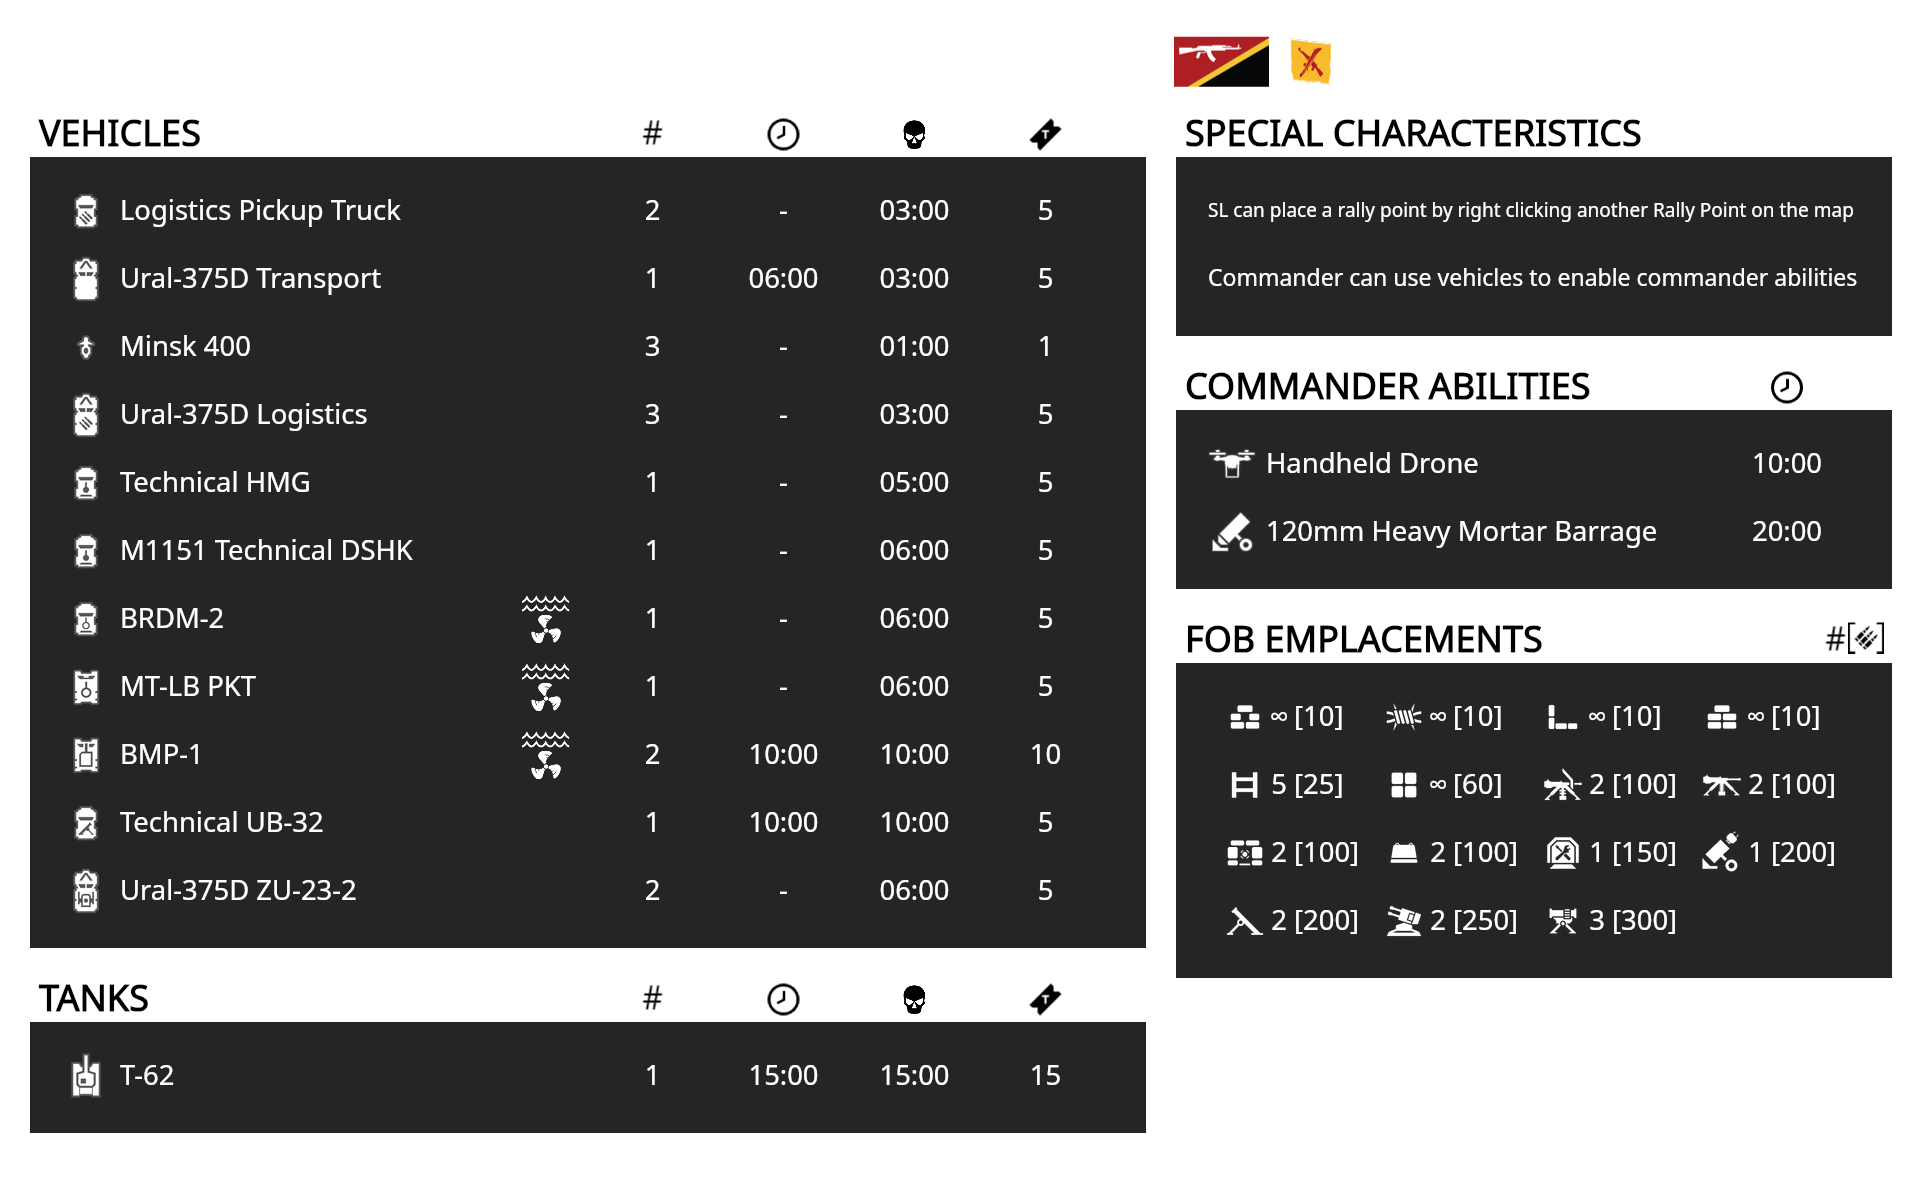 VEHICLES #
Logistics Pickup Truck 2 - 03:00 5
Ural-375D Transport 1 06:00 03:00 5
Minsk 400 3 - 01:00 1
Ural-375D Logistics 3 - 03:00 5
Technical HMG 1 - 05:00 5
M1151 Technical DSHK 1 - 06:00 5
BRDM-2 1 - 06:00 5
MT-LB PKT 1 - 06:00 5
BMP-1 2 10:00 10:00 10
Technical UB-32 1 10:00 10:00 5
Ural-375D ZU-23-2 2 - 06:00 5
TANKS #
T-62 1 15:00 15:00 15
SPECIAL CHARACTERISTICS
SL can place a rally point by right clicking another Rally Point on the map
Commander can use vehicles to enable commander abilities
COMMANDER ABILITIES
Handheld Drone 10:00
120mm Heavy Mortar Barrage 20:00
FOB EMPLACEMENTS #[ ]
∞ [10] ∞ [10] ∞ [10] ∞ [10]
5 [25] ∞ [60] 2 [100] 2 [100]
2 [100] 2 [100] 1 [150] 1 [200]
2 [200] 2 [250] 3 [300]